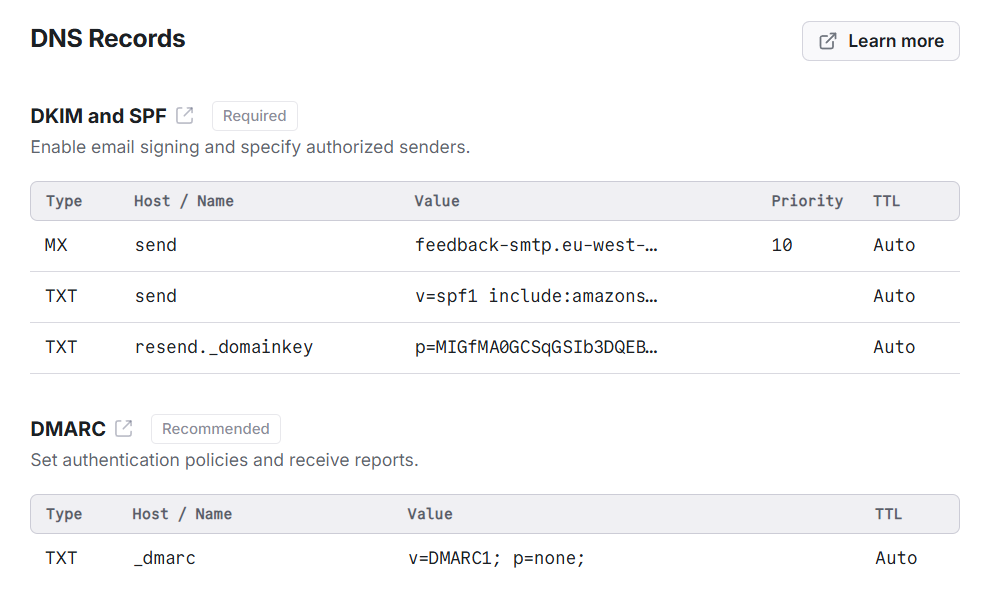 DNS Records
Learn more
DKIM and SPF Required
Enable email signing and specify authorized senders.
Type Host / Name Value Priority TTL
MX send feedback-smtp.eu-west-… 10 Auto
TXT send v=spf1 include:amazons… Auto
TXT resend._domainkey p=MIGfMA0GCSqGSIb3DQEB… Auto
DMARC Recommended
Set authentication policies and receive reports.
Type Host / Name Value TTL
TXT _dmarc v=DMARC1; p=none; Auto